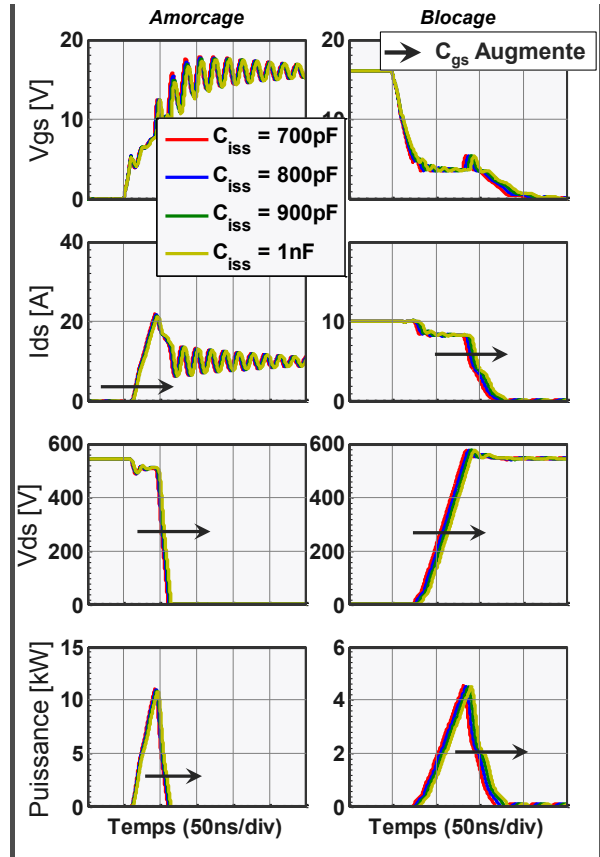 Amorcage
Blocage
C_gs Augmente
Vgs [V]
20
10
0
20
10
0
C_iss = 700pF
C_iss = 800pF
C_iss = 900pF
C_iss = 1nF
Ids [A]
40
20
0
20
10
0
Vds [V]
600
400
200
0
600
400
200
0
Puissance [kW]
15
10
5
0
6
4
2
0
Temps (50ns/div)
Temps (50ns/div)